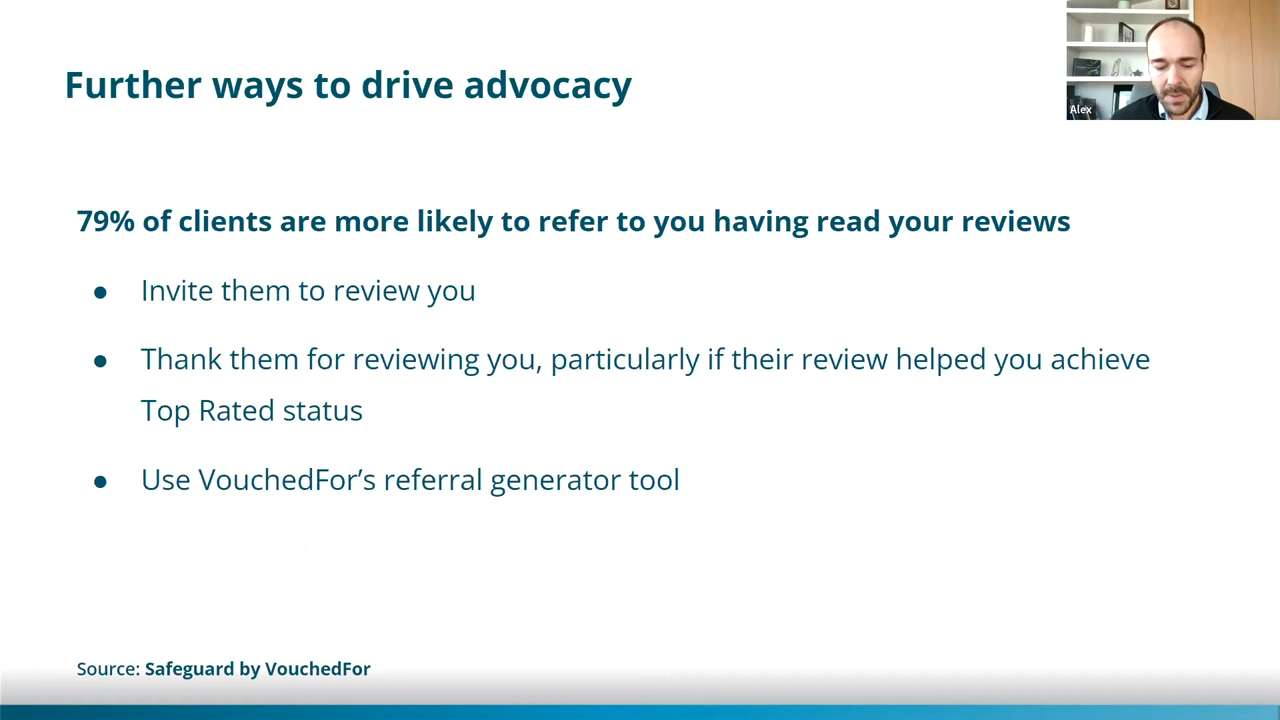 Further ways to drive advocacy
Alex
79% of clients are more likely to refer to you having read your reviews
● Invite them to review you
● Thank them for reviewing you, particularly if their review helped you achieve
Top Rated status
● Use VouchedFor’s referral generator tool
Source: Safeguard by VouchedFor